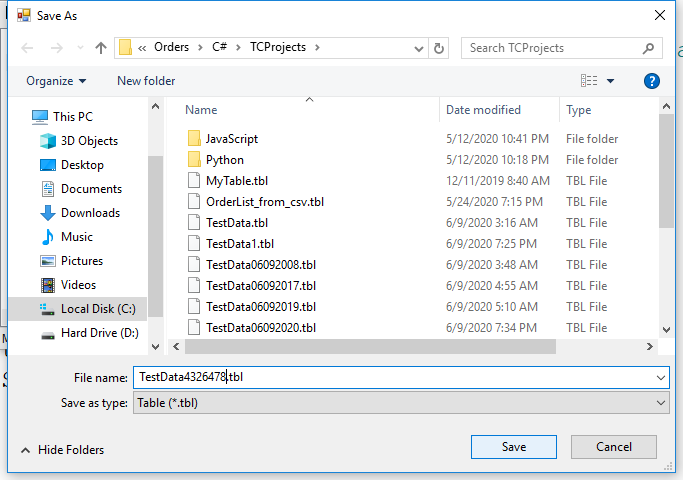 Save As
« Orders › C# › TCProjects ›
Search TCProjects
Organize
New folder
Name Date modified Type
This PC
3D Objects
Desktop
Documents
Downloads
Music
Pictures
Videos
Local Disk (C:)
Hard Drive (D:)
JavaScript 5/12/2020 10:41 PM File folder
Python 5/12/2020 10:18 PM File folder
MyTable.tbl 12/11/2019 8:40 AM TBL File
OrderList_from_csv.tbl 5/24/2020 7:15 PM TBL File
TestData.tbl 6/9/2020 3:16 AM TBL File
TestData1.tbl 6/9/2020 7:25 PM TBL File
TestData06092008.tbl 6/9/2020 3:48 AM TBL File
TestData06092017.tbl 6/9/2020 4:55 AM TBL File
TestData06092019.tbl 6/9/2020 5:10 AM TBL File
TestData06092020.tbl 6/9/2020 7:34 PM TBL File
File name: TestData4326478.tbl
Save as type: Table (*.tbl)
Hide Folders
Save
Cancel